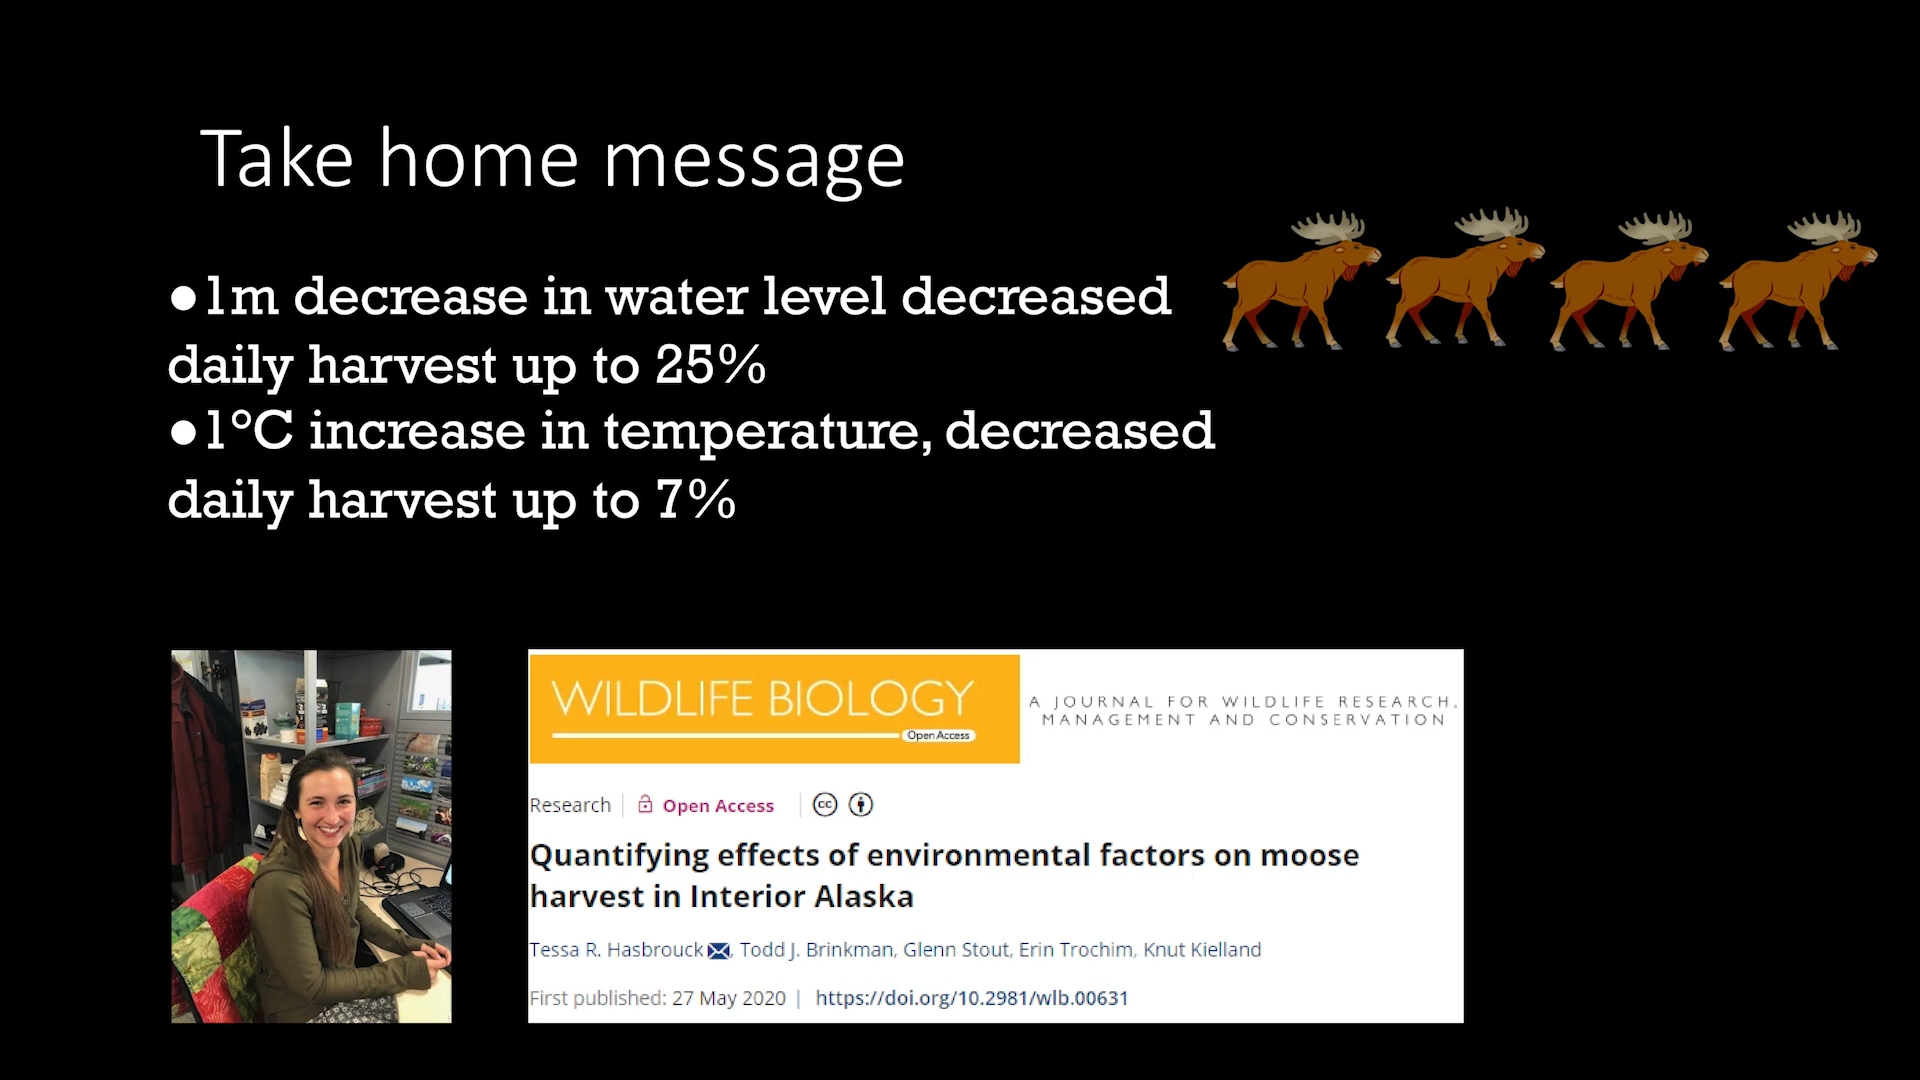 Take home message
●1m decrease in water level decreased
daily harvest up to 25%
●1°C increase in temperature, decreased
daily harvest up to 7%
WILDLIFE BIOLOGY
Open Access
A JOURNAL FOR WILDLIFE RESEARCH,
MANAGEMENT AND CONSERVATION
Research | Open Access | cc
Quantifying effects of environmental factors on moose
harvest in Interior Alaska
Tessa R. Hasbrouck, Todd J. Brinkman, Glenn Stout, Erin Trochim, Knut Kielland
First published: 27 May 2020 | https://doi.org/10.2981/wlb.00631